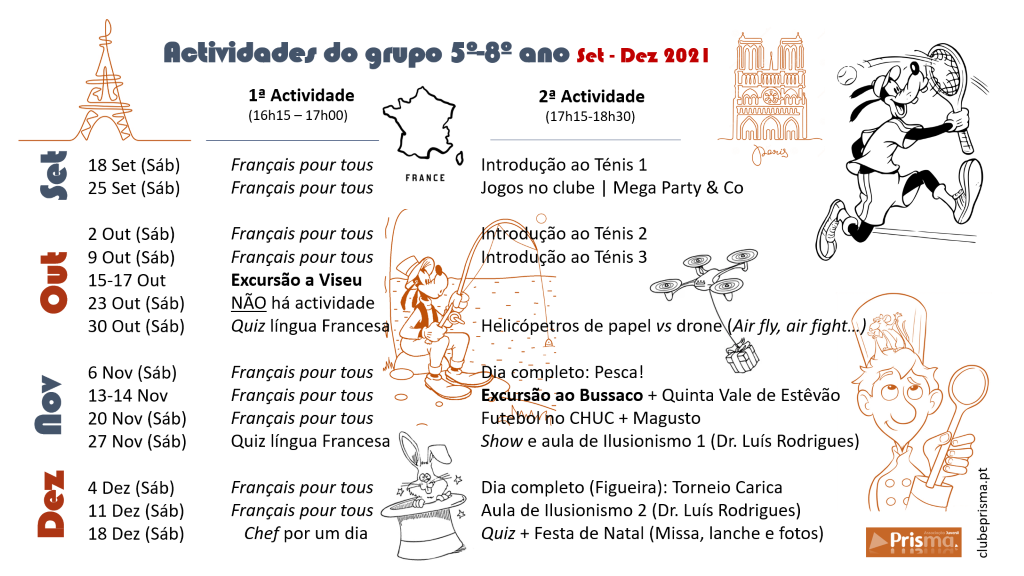 Actividades do grupo 5º-8º ano Set - Dez 2021
1ª Actividade
(16h15 – 17h00)
2ª Actividade
(17h15-18h30)
FRANCE
Paris
Set
18 Set (Sáb) Français pour tous Introdução ao Ténis 1
25 Set (Sáb) Français pour tous Jogos no clube | Mega Party & Co
Out
2 Out (Sáb) Français pour tous Introdução ao Ténis 2
9 Out (Sáb) Français pour tous Introdução ao Ténis 3
15-17 Out Excursão a Viseu
23 Out (Sáb) NÃO há actividade
30 Out (Sáb) Quiz língua Francesa Helicópetros de papel vs drone (Air fly, air fight...)
Nov
6 Nov (Sáb) Français pour tous Dia completo: Pesca!
13-14 Nov Français pour tous Excursão ao Bussaco + Quinta Vale de Estêvão
20 Nov (Sáb) Français pour tous Futebol no CHUC + Magusto
27 Nov (Sáb) Quiz língua Francesa Show e aula de Ilusionismo 1 (Dr. Luís Rodrigues)
Dez
4 Dez (Sáb) Français pour tous Dia completo (Figueira): Torneio Carica
11 Dez (Sáb) Français pour tous Aula de Ilusionismo 2 (Dr. Luís Rodrigues)
18 Dez (Sáb) Chef por um dia Quiz + Festa de Natal (Missa, lanche e fotos)
Prisma.
clubeprisma.pt